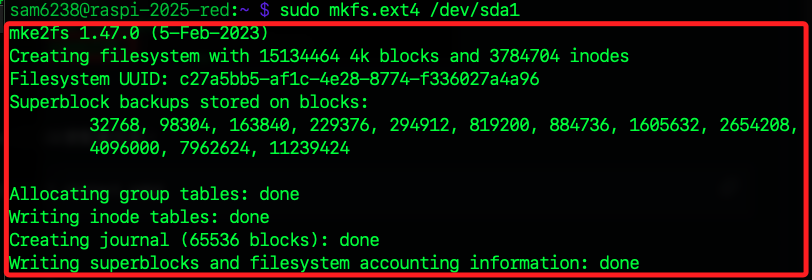 sam6238@raspi-2025-red:~ $ sudo mkfs.ext4 /dev/sda1
mke2fs 1.47.0 (5-Feb-2023)
Creating filesystem with 15134464 4k blocks and 3784704 inodes
Filesystem UUID: c27a5bb5-af1c-4e28-8774-f336027a4a96
Superblock backups stored on blocks:
        32768, 98304, 163840, 229376, 294912, 819200, 884736, 1605632, 2654208,
        4096000, 7962624, 11239424

Allocating group tables: done
Writing inode tables: done
Creating journal (65536 blocks): done
Writing superblocks and filesystem accounting information: done